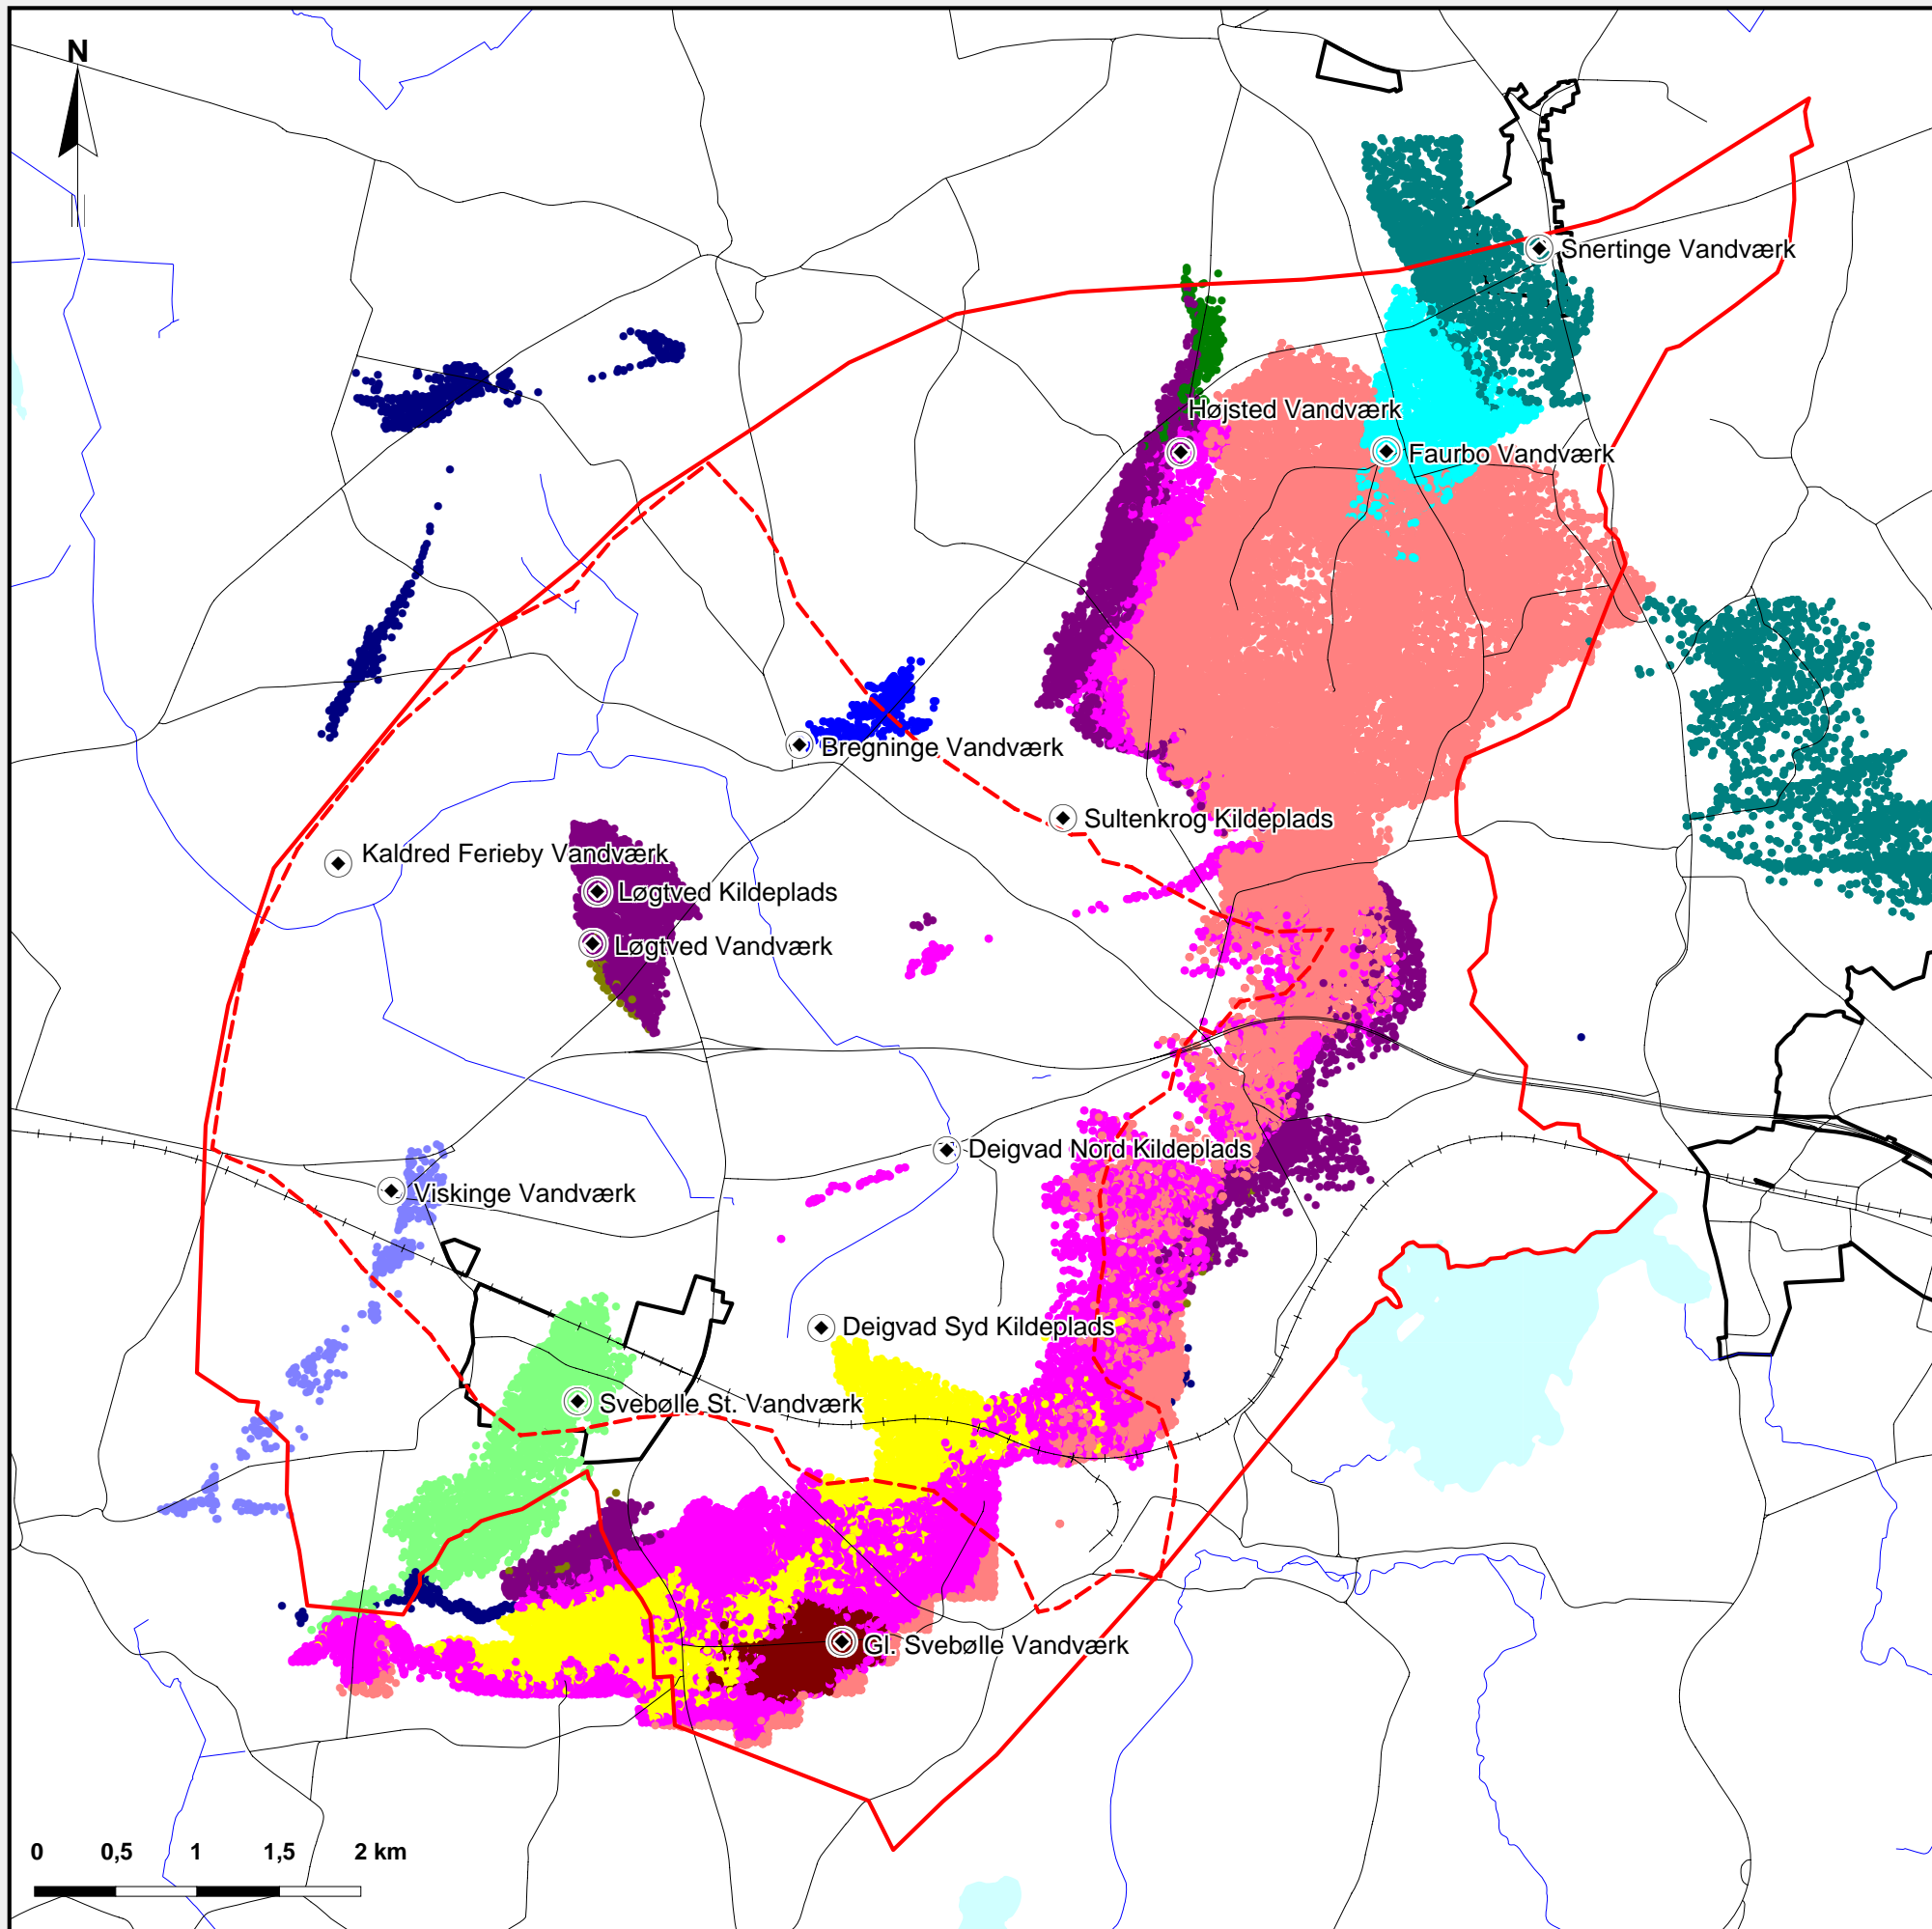 N
Snertinge Vandværk
Højsted Vandværk
Faurbo Vandværk
Bregninge Vandværk
Sultenkrog Kildeplads
Kaldred Ferieby Vandværk
Løgtved Kildeplads
Løgtved Vandværk
Deigvad Nord Kildeplads
Viskinge Vandværk
Deigvad Syd Kildeplads
Svebølle St. Vandværk
Gl. Svebølle Vandværk
0 0,5 1 1,5 2 km